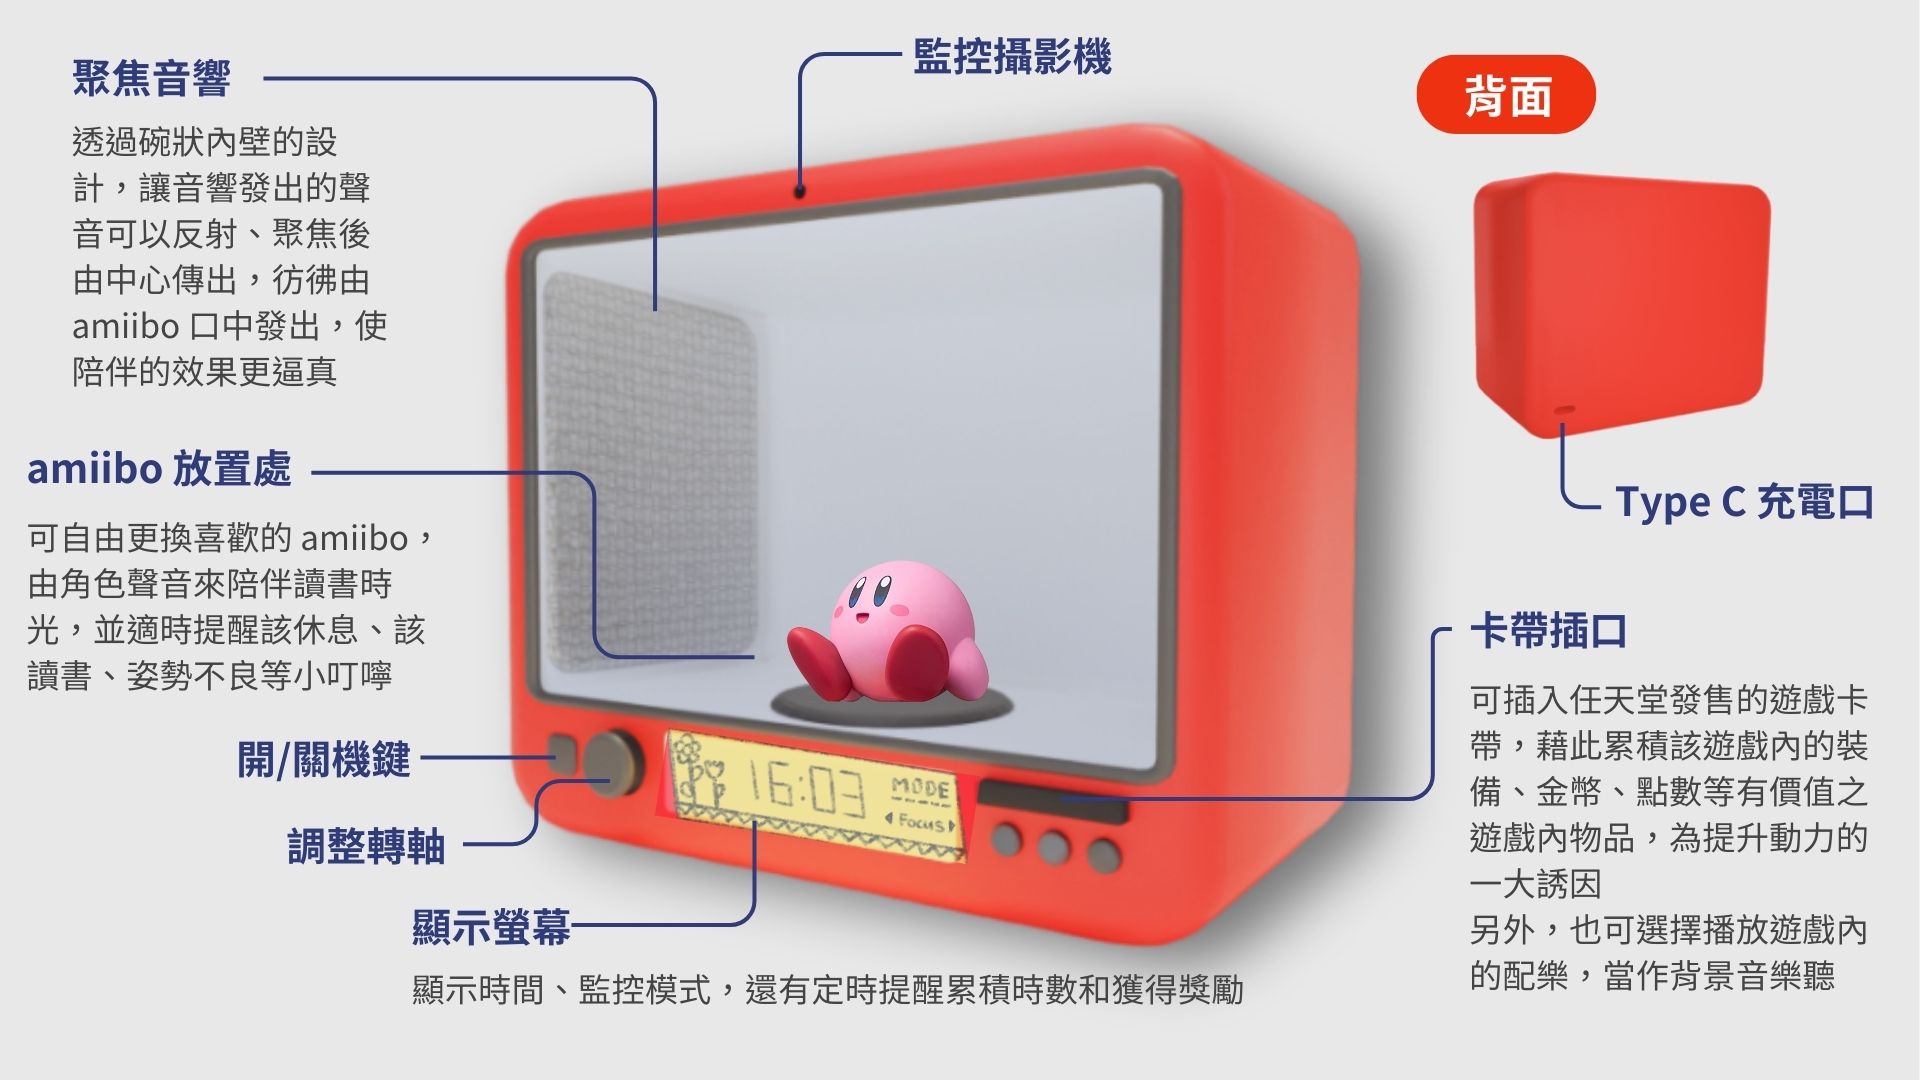 聚焦音響
透過碗狀內壁的設
計，讓音響發出的聲
音可以反射、聚焦後
由中心傳出，彷彿由
amiibo 口中發出，使
陪伴的效果更逼真
監控攝影機
背面
Type C 充電口
amiibo 放置處
可自由更換喜歡的 amiibo，
由角色聲音來陪伴讀書時
光，並適時提醒該休息、該
讀書、姿勢不良等小叮嚀
開/關機鍵
調整轉軸
16:03
MODE
Focus
顯示螢幕
顯示時間、監控模式，還有定時提醒累積時數和獲得獎勵
卡帶插口
可插入任天堂發售的遊戲卡
帶，藉此累積該遊戲內的裝
備、金幣、點數等有價值之
遊戲內物品，為提升動力的
一大誘因
另外，也可選擇播放遊戲內
的配樂，當作背景音樂聽